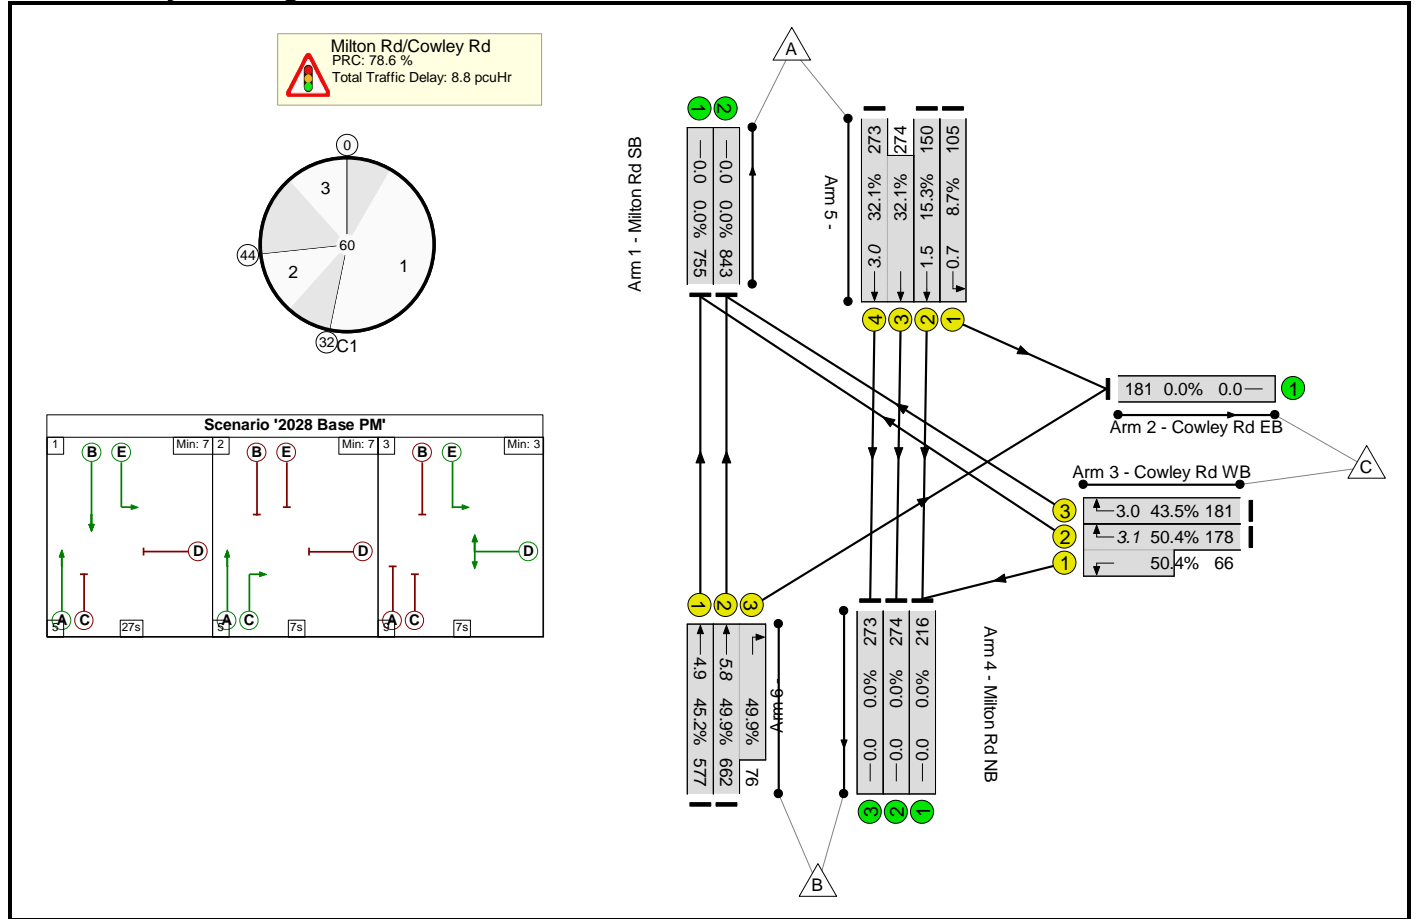 Milton Rd/Cowley Rd
PRC: 78.6 %
Total Traffic Delay: 8.8 pcuHr
0
3
60
44
2
1
32
C1
Scenario '2028 Base PM'
1
B
E
Min: 7
D
A
C
5
27s
2
B
E
Min: 7
D
A
C
5
7s
3
B
E
Min: 3
D
A
C
9
7s
A
Arm 1 - Milton Rd SB
1
2
0.0 0.0% 755
0.0 0.0% 843
Arm 5 -
3.0 32.1% 273
32.1% 274
1.5 15.3% 150
0.7 8.7% 105
4
3
2
1
181 0.0% 0.0
1
Arm 2 - Cowley Rd EB
C
Arm 3 - Cowley Rd WB
3
3.0 43.5% 181
2
3.1 50.4% 178
1
50.4% 66
1
2
3
4.9 45.2% 577
5.8 49.9% 662
49.9% 76
Arm 6 -
273 0.0% 0.0
274 0.0% 0.0
216 0.0% 0.0
3
2
1
Arm 4 - Milton Rd NB
B